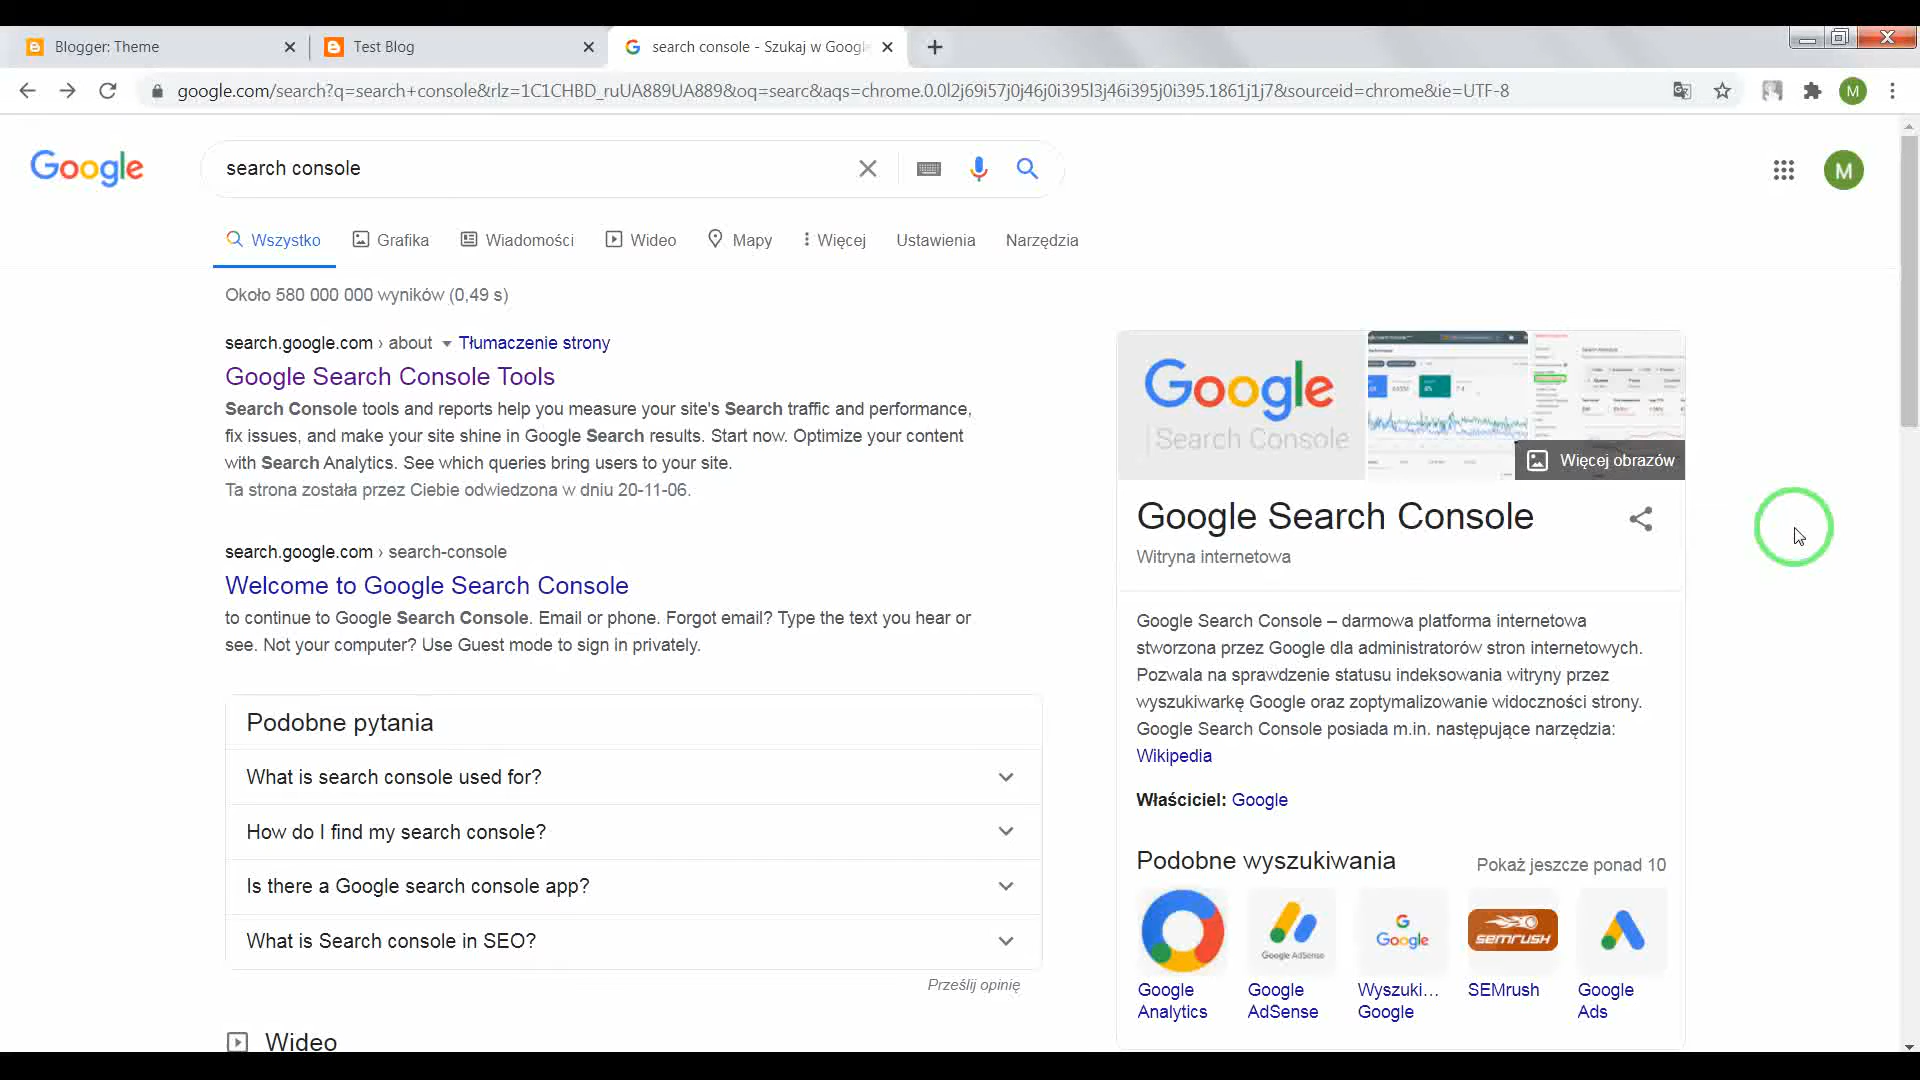 Blogger: Theme
Test Blog
search console - Szukaj w Google
google.com/search?q=search+console&rlz=1C1CHBD_ruUA889UA889&oq=searc&aqs=chrome.0.0l2j69i57j0j46j0i395l3j46i395j0i395.1861j1j7&sourceid=chrome&ie=UTF-8
M
Google
search console
M
Wszystko
Grafika
Wiadomości
Wideo
Mapy
Więcej
Ustawienia
Narzędzia
Około 580 000 000 wyników (0,49 s)
search.google.com › about
Tłumaczenie strony
Google Search Console Tools
Search Console tools and reports help you measure your site's Search traffic and performance,
fix issues, and make your site shine in Google Search results. Start now. Optimize your content
with Search Analytics. See which queries bring users to your site.
Ta strona została przez Ciebie odwiedzona w dniu 20-11-06.
search.google.com › search-console
Welcome to Google Search Console
to continue to Google Search Console. Email or phone. Forgot email? Type the text you hear or
see. Not your computer? Use Guest mode to sign in privately.
Podobne pytania
What is search console used for?
How do I find my search console?
Is there a Google search console app?
What is Search console in SEO?
Prześlij opinię
Wideo
Google
Search Console
Więcej obrazów
Google Search Console
Witryna internetowa
Google Search Console – darmowa platforma internetowa
stworzona przez Google dla administratorów stron internetowych.
Pozwala na sprawdzenie statusu indeksowania witryny przez
wyszukiwarkę Google oraz zoptymalizowanie widoczności strony.
Google Search Console posiada m.in. następujące narzędzia:
Wikipedia
Właściciel: Google
Podobne wyszukiwania
Pokaż jeszcze ponad 10
Google AdSense
Google
SEMRUSH
Google
Analytics
Google
AdSense
Wyszuki...
Google
SEMrush
Google
Ads